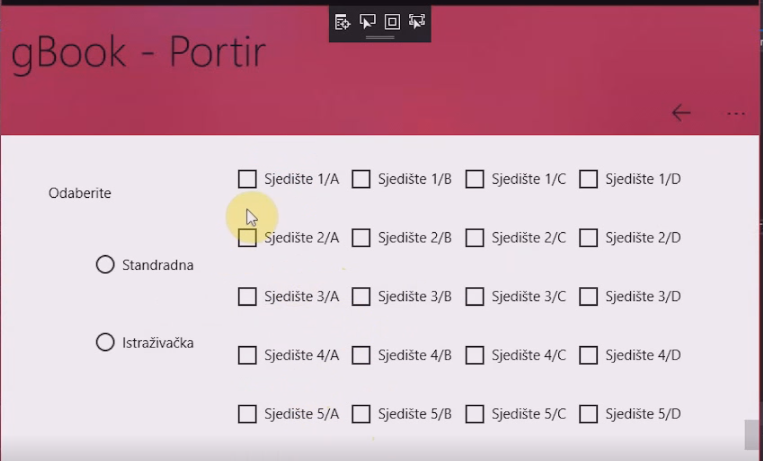 gBook - Portir
Sjedište 1/A Sjedište 1/B Sjedište 1/C Sjedište 1/D
Odaberite
Sjedište 2/A Sjedište 2/B Sjedište 2/C Sjedište 2/D
Standradna
Sjedište 3/A Sjedište 3/B Sjedište 3/C Sjedište 3/D
Istraživačka
Sjedište 4/A Sjedište 4/B Sjedište 4/C Sjedište 4/D
Sjedište 5/A Sjedište 5/B Sjedište 5/C Sjedište 5/D